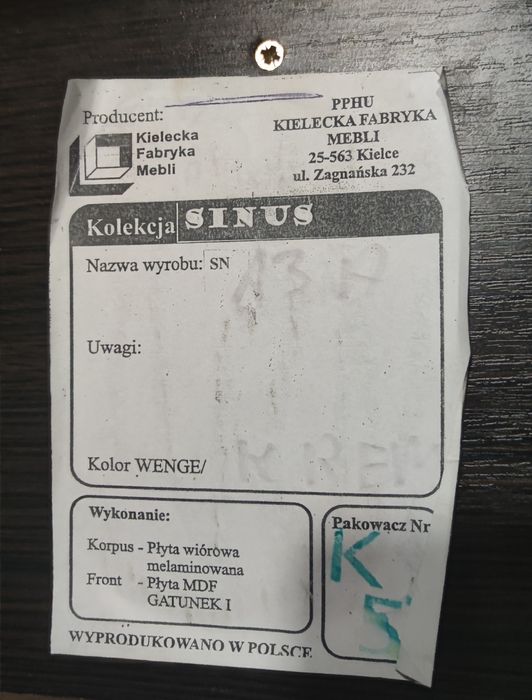 Producent:
Kielecka
Fabryka
Mebli
PPHU
KIELECKA FABRYKA
MEBLI
25-563 Kielce
ul. Zagnańska 232
Kolekcja SINUS
Nazwa wyrobu: SN
Uwagi:
Kolor WENGE/
Wykonanie:
Korpus - Płyta wiórowa
melaminowana
Front - Płyta MDF
GATUNEK I
Pakowacz Nr
K
5
WYPRODUKOWANO W POLSCE